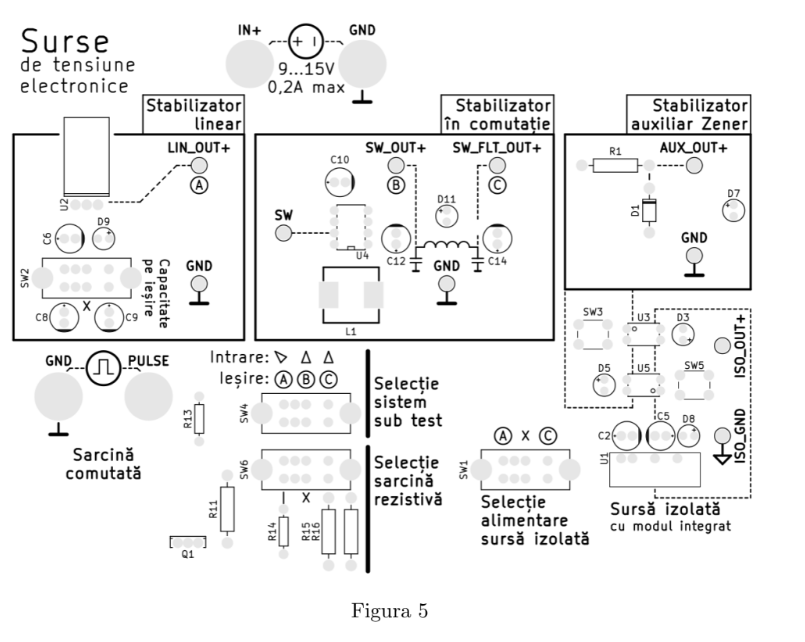 Surse
de tensiune
electronice
IN+
GND
+ I
9...15V
0,2A max
Stabilizator
liniar
LIN_OUT+
A
U2
C6
D9
SW2
X
C8
C9
Capacitate
pe ieșire
GND
Stabilizator
în comutație
C10
SW_OUT+
B
SW_FLT_OUT+
C
SW
U4
D11
C12
C14
GND
L1
Stabilizator
auxiliar Zener
R1
AUX_OUT+
D1
D7
GND
SW3
U3
D3
ISO_OUT+
D5
U5
SW5
C2
C5
D8
ISO_GND
U1
Sursă izolată
cu modul integrat
GND
PULSE
Sarcină
comutată
Intrare:
Ieșire: A B C
SW4
Selecție
sistem
sub test
R13
SW6
Selecție
sarcină
rezistivă
I X
R11
R14
R15
R16
Q1
A X C
SW1
Selecție
alimentare
sursă izolată
Figura 5